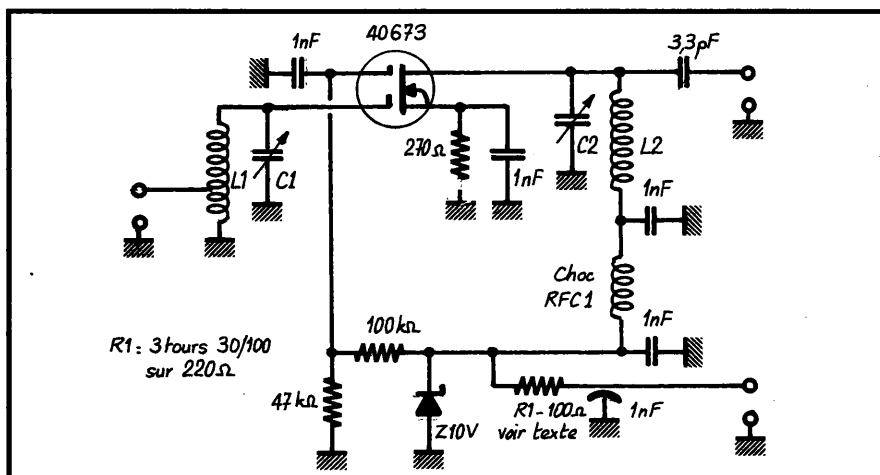 1nF
40673
3,3pF
L1
C1
270Ω
1nF
C2
L2
1nF
Choc
RFC1
100kΩ
1nF
R1 : 3 tours 30/100
sur 220Ω
47kΩ
Z10V
R1-100Ω
voir texte
1nF